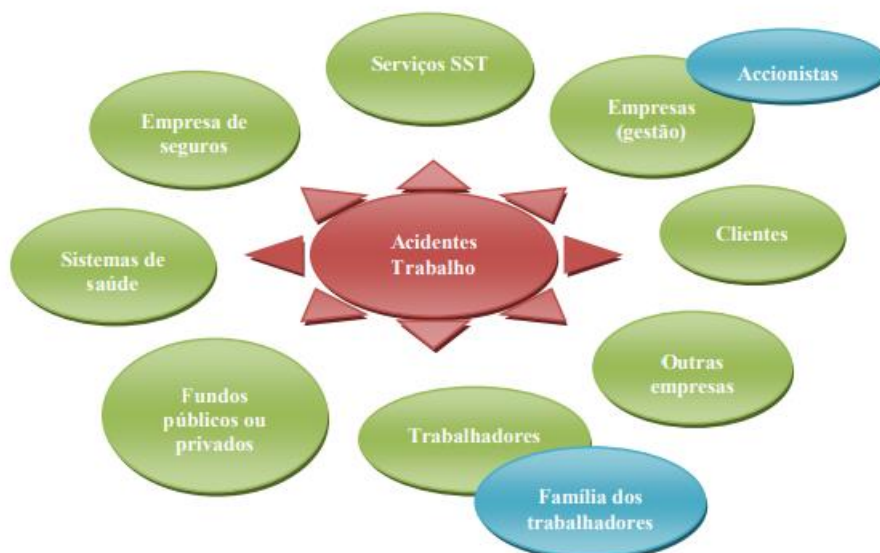 Serviços SST
Accionistas
Empresas
(gestão)
Empresa de
seguros
Clientes
Acidentes
Trabalho
Sistemas de
saúde
Outras
empresas
Fundos
públicos ou
privados
Trabalhadores
Família dos
trabalhadores